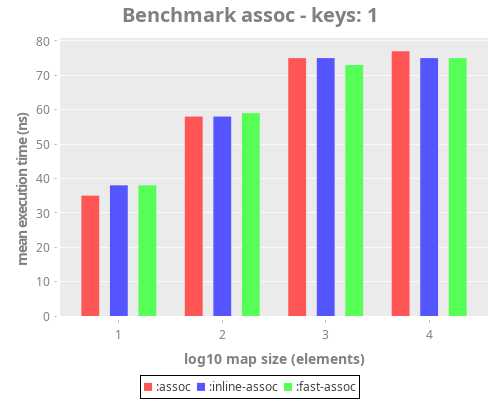 Benchmark assoc - keys: 1
mean execution time (ns)
80
70
60
50
40
30
20
10
0
1 2 3 4
log10 map size (elements)
:assoc :inline-assoc :fast-assoc